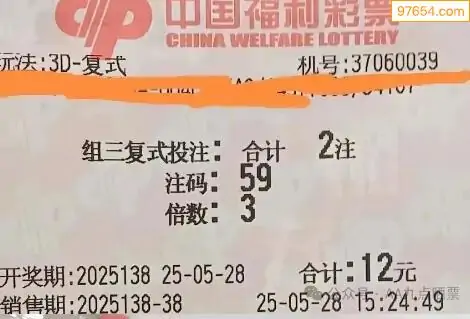 97654.com
中国福利彩票
CHINA WELFARE LOTTERY
玩法:3D-复式 机号:37060039
组三复式投注: 合计 2注
注码: 59
倍数: 3
开奖期:2025138 25-05-28 合计:12元
销售期:2025138-38 25-05-28 15:24:49